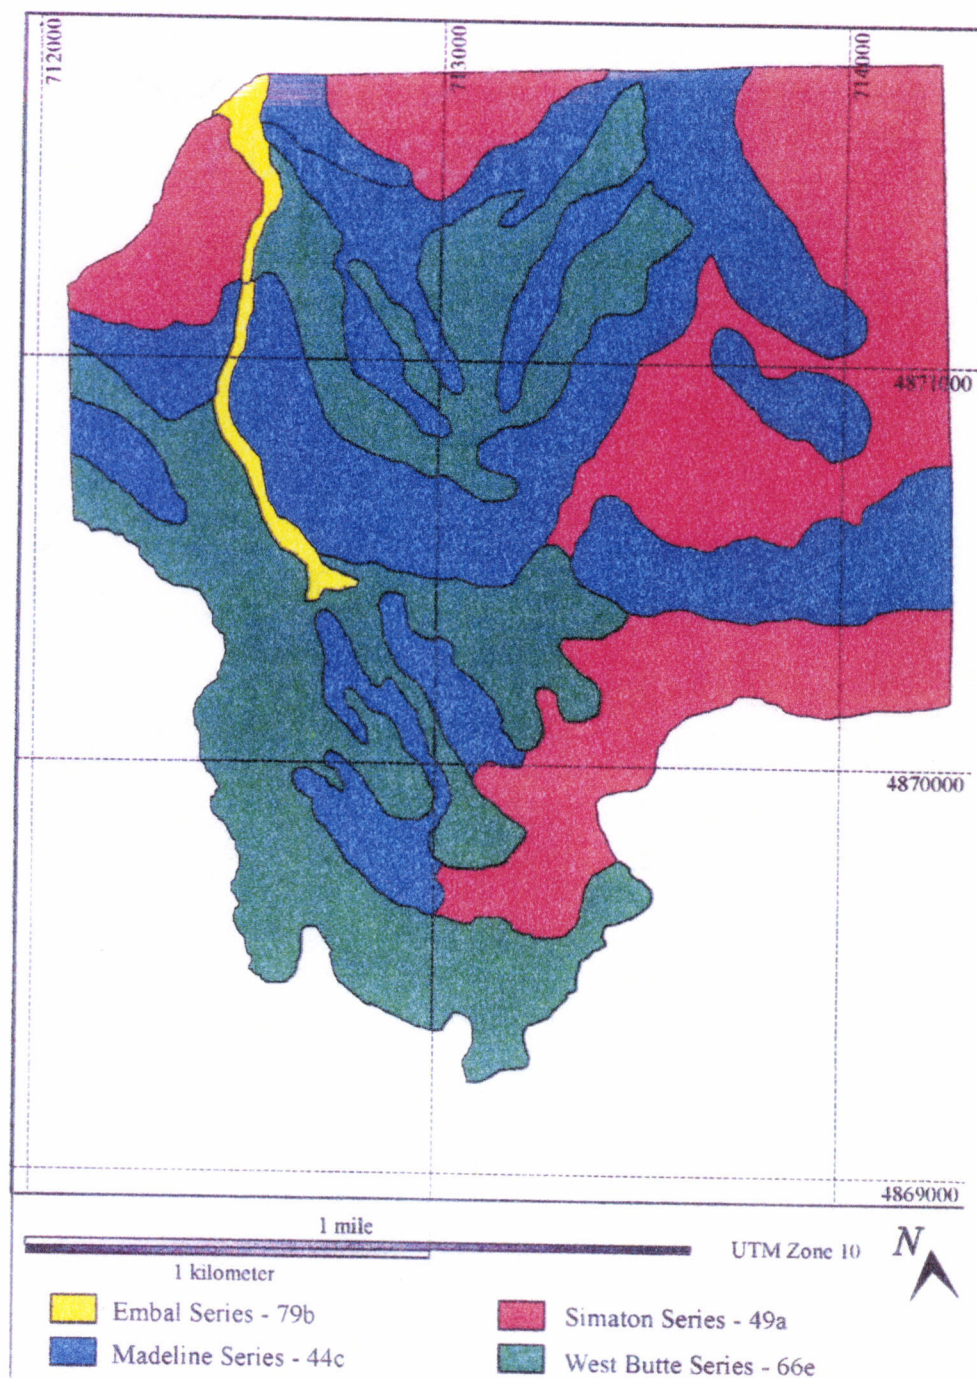 712000
713000
714000
4871000
4870000
4869000
1 mile
UTM Zone 10
N
1 kilometer
Embal Series - 79b
Simaton Series - 49a
Madeline Series - 44c
West Butte Series - 66e